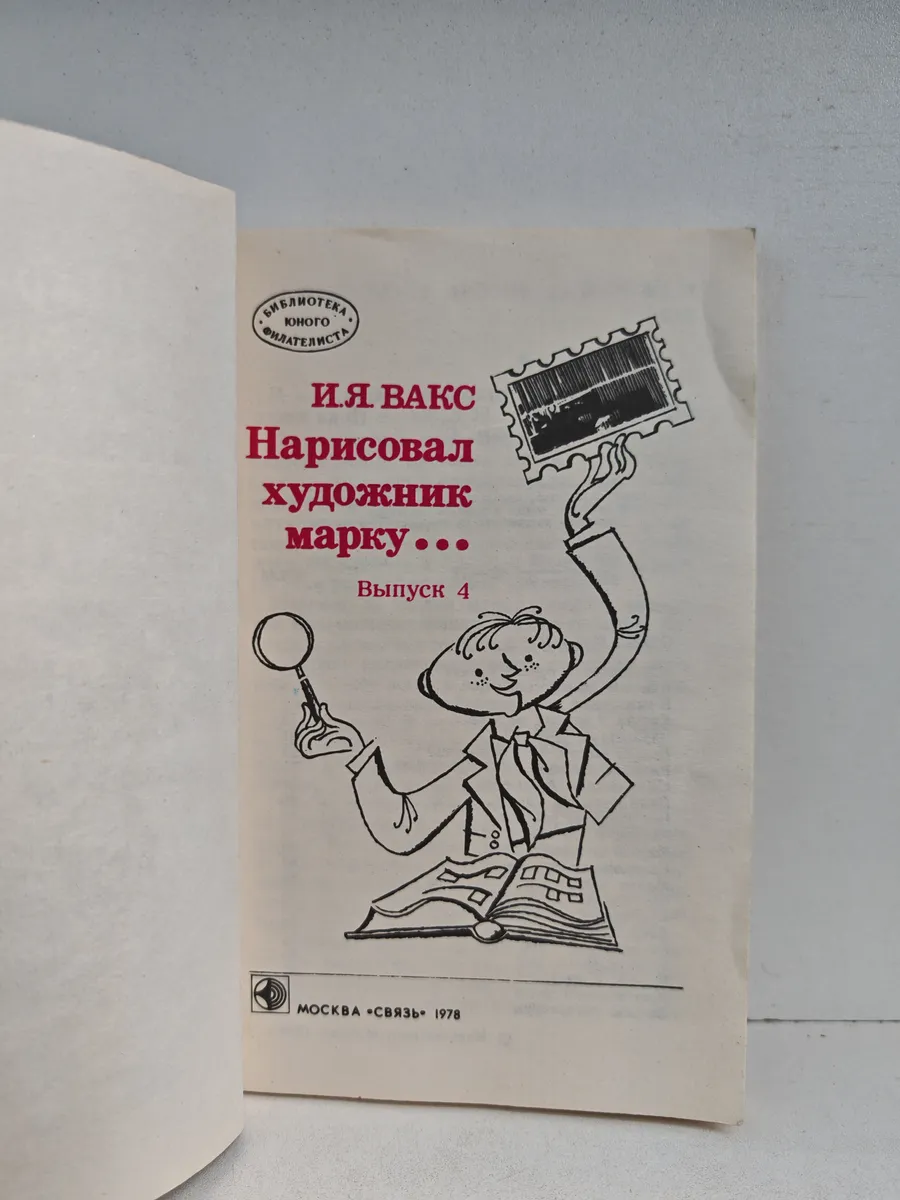 БИБЛИОТЕКА
ЮНОГО
ФИЛАТЕЛИСТА
И.Я. ВАКС
Нарисовал
художник
марку...
Выпуск 4
МОСКВА «СВЯЗЬ» 1978